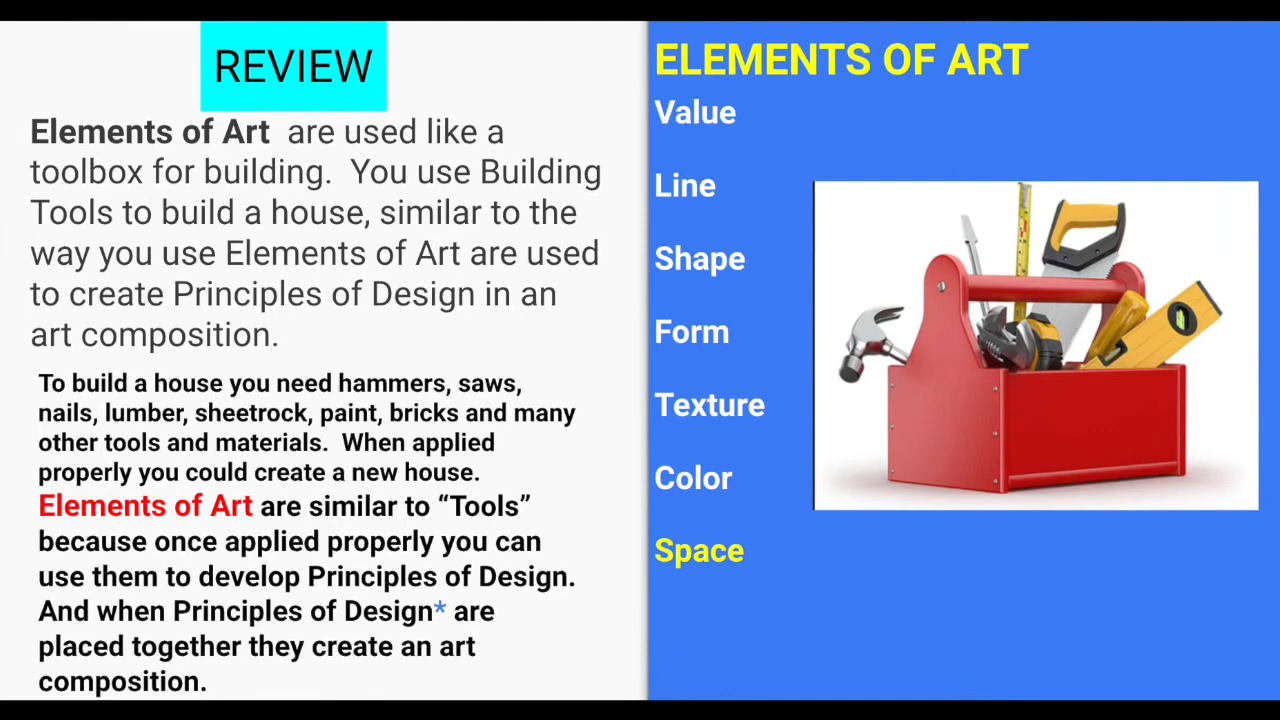 REVIEW
Elements of Art  are used like a
toolbox for building.  You use Building
Tools to build a house, similar to the
way you use Elements of Art are used
to create Principles of Design in an
art composition.
To build a house you need hammers, saws,
nails, lumber, sheetrock, paint, bricks and many
other tools and materials.  When applied
properly you could create a new house.
Elements of Art are similar to “Tools”
because once applied properly you can
use them to develop Principles of Design.
And when Principles of Design* are
placed together they create an art
composition.
ELEMENTS OF ART
Value
Line
Shape
Form
Texture
Color
Space